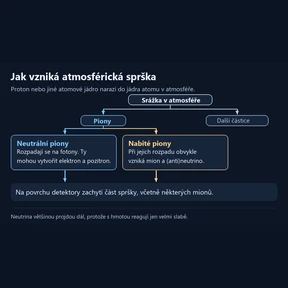 Jak vzniká atmosférická sprška
Proton nebo jiné atomové jádro narazí do jádra atomu v atmosféře.
Srážka v atmosféře
Piony
Další částice
Neutrální piony
Rozpadají se na fotony. Ty
mohou vytvořit elektron a pozitron.
Nabité piony
Při jejich rozpadu obvykle
vzniká mion a (anti)neutrino.
Na povrchu detektory zachytí část spršky, včetně některých mionů.
Neutrina většinou projdou dál, protože s hmotou reagují jen velmi slabě.